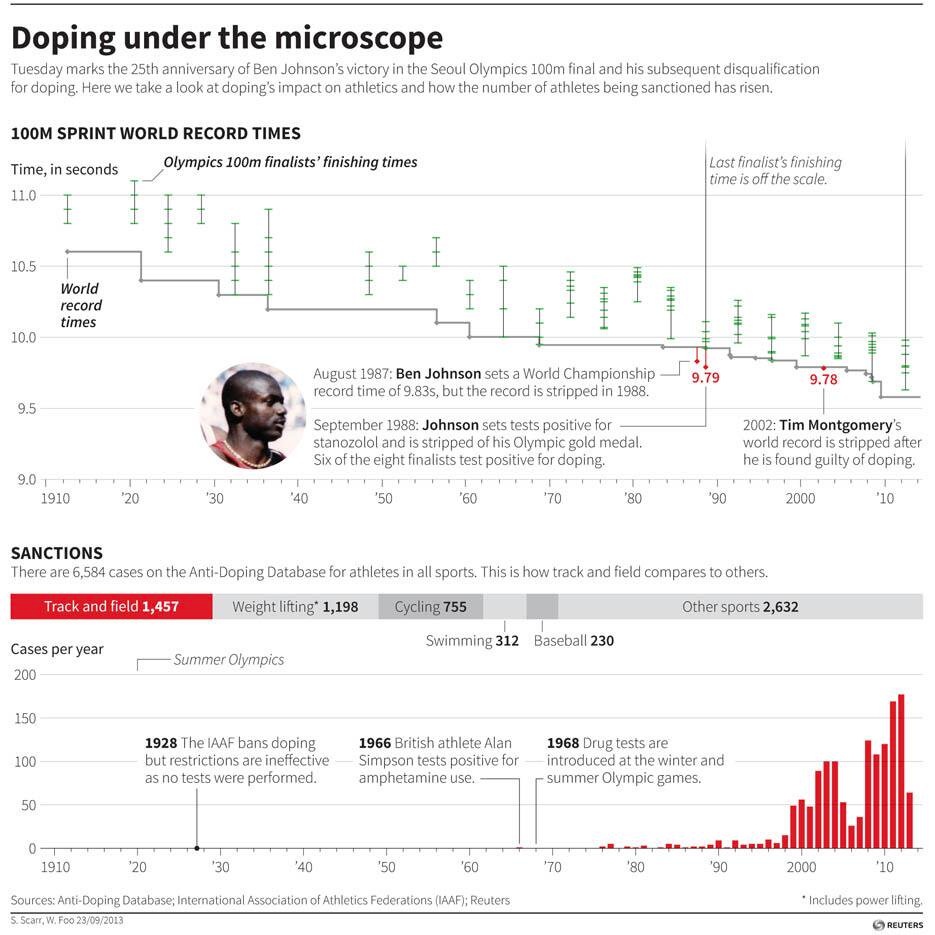 Doping under the microscope
Tuesday marks the 25th anniversary of Ben Johnson's victory in the Seoul Olympics 100m final and his subsequent disqualification
for doping. Here we take a look at doping's impact on athletics and how the number of athletes being sanctioned has risen.
100M SPRINT WORLD RECORD TIMES
Time, in seconds
Olympics 100m finalists' finishing times
Last finalist's finishing
time is off the scale.
11.0
10.5
World
record
times
10.0
August 1987: Ben Johnson sets a World Championship
record time of 9.83s, but the record is stripped in 1988.
9.79
9.78
9.5
September 1988: Johnson sets tests positive for
stanozolol and is stripped of his Olympic gold medal.
Six of the eight finalists test positive for doping.
2002: Tim Montgomery's
world record is stripped after
he is found guilty of doping.
9.0
1910 '20 '30 '40 '50 '60 '70 '80 '90 2000 '10
SANCTIONS
There are 6,584 cases on the Anti-Doping Database for athletes in all sports. This is how track and field compares to others.
Track and field 1,457 Weight lifting* 1,198 Cycling 755 Other sports 2,632
Swimming 312 Baseball 230
Cases per year
Summer Olympics
200
150
1928 The IAAF bans doping
but restrictions are ineffective
as no tests were performed.
1966 British athlete Alan
Simpson tests positive for
amphetamine use.
1968 Drug tests are
introduced at the winter and
summer Olympic games.
100
50
0
1910 '20 '30 '40 '50 '60 '70 '80 '90 2000 '10
Sources: Anti-Doping Database; International Association of Athletics Federations (IAAF); Reuters
* Includes power lifting.
S. Scarr, W. Foo 23/09/2013
REUTERS